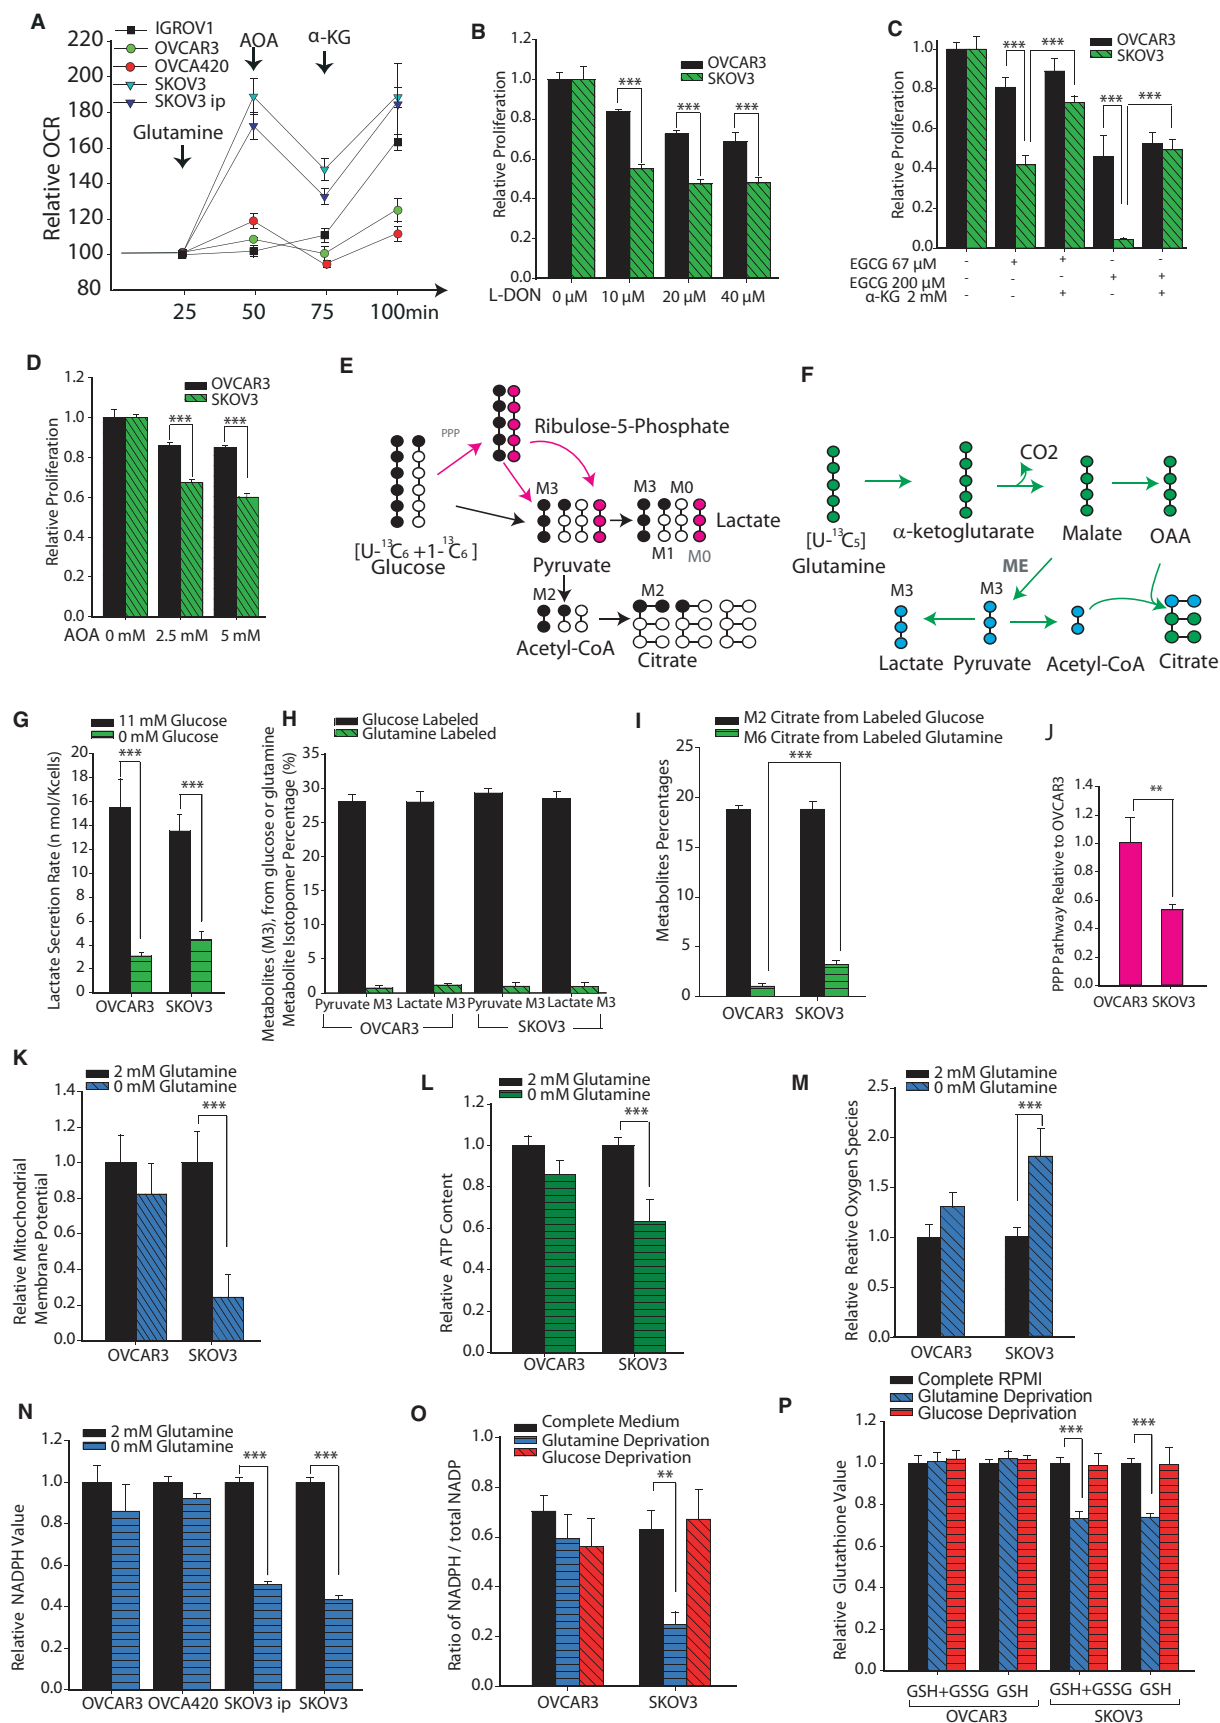 A
IGROV1
OVCAR3
OVCA420
SKOV3
SKOV3 ip
AOA
α-KG
Glutamine
Relative OCR
220
200
180
160
140
120
100
80
25 50 75 100min
B
OVCAR3
SKOV3
Relative Proliferation
1.2
1.0
0.8
0.6
0.4
0.2
0.0
*** *** ***
L-DON 0 μM 10 μM 20 μM 40 μM
C
OVCAR3
SKOV3
Relative Proliferation
1.0
0.8
0.6
0.4
0.2
0.0
*** *** *** ***
EGCG 67 μM - + + - -
EGCG 200 μM - - - + +
α-KG 2 mM - - + - +
D
OVCAR3
SKOV3
Relative Proliferation
1.2
1.0
0.8
0.6
0.4
0.2
0.0
*** ***
AOA 0 mM 2.5 mM 5 mM
E
PPP
Ribulose-5-Phosphate
[U-13C6 +1-13C6 ]
Glucose
M3
Pyruvate
M3 M0
M1 M0
Lactate
M2
Acetyl-CoA
M2
Citrate
F
[U-13C5]
Glutamine
α-ketoglutarate
CO2
Malate
OAA
ME
M3
Lactate
M3
Pyruvate
Acetyl-CoA
Citrate
G
11 mM Glucose
0 mM Glucose
Lactate Secretion Rate (n mol/Kcells)
20
18
16
14
12
10
8
6
4
2
0
*** ***
OVCAR3 SKOV3
H
Glucose Labeled
Glutamine Labeled
Metabolites (M3), from glucose or glutamine
Metabolite Isotopomer Percentage (%)
35
30
25
20
15
10
5
0
Pyruvate M3 Lactate M3 Pyruvate M3 Lactate M3
OVCAR3 SKOV3
I
M2 Citrate from Labeled Glucose
M6 Citrate from Labeled Glutamine
Metabolites Percentages
25
20
15
10
5
0
***
OVCAR3 SKOV3
J
PPP Pathway Relative to OVCAR3
1.4
1.2
1.0
0.8
0.6
0.4
0.2
0.0
**
OVCAR3 SKOV3
K
2 mM Glutamine
0 mM Glutamine
Relative Mitochondrial
Membrane Potential
1.4
1.2
1.0
0.8
0.6
0.4
0.2
0.0
***
OVCAR3 SKOV3
L
2 mM Glutamine
0 mM Glutamine
Relative ATP Content
1.2
1.0
0.8
0.6
0.4
0.2
0.0
***
OVCAR3 SKOV3
M
2 mM Glutamine
0 mM Glutamine
Relative Reative Oxygen Species
2.5
2.0
1.5
1.0
0.5
0.0
***
OVCAR3 SKOV3
N
2 mM Glutamine
0 mM Glutamine
Relative NADPH Value
1.2
1.0
0.8
0.6
0.4
0.2
0.0
*** ***
OVCAR3 OVCA420 SKOV3 ip SKOV3
O
Complete Medium
Glutamine Deprivation
Glucose Deprivation
Ratio of NADPH / total NADP
1.0
0.8
0.6
0.4
0.2
0.0
**
OVCAR3 SKOV3
P
Complete RPMI
Glutamine Deprivation
Glucose Deprivation
Relative Glutathione Value
1.2
1.0
0.8
0.6
0.4
0.2
0.0
*** ***
GSH+GSSG GSH GSH+GSSG GSH
OVCAR3 SKOV3